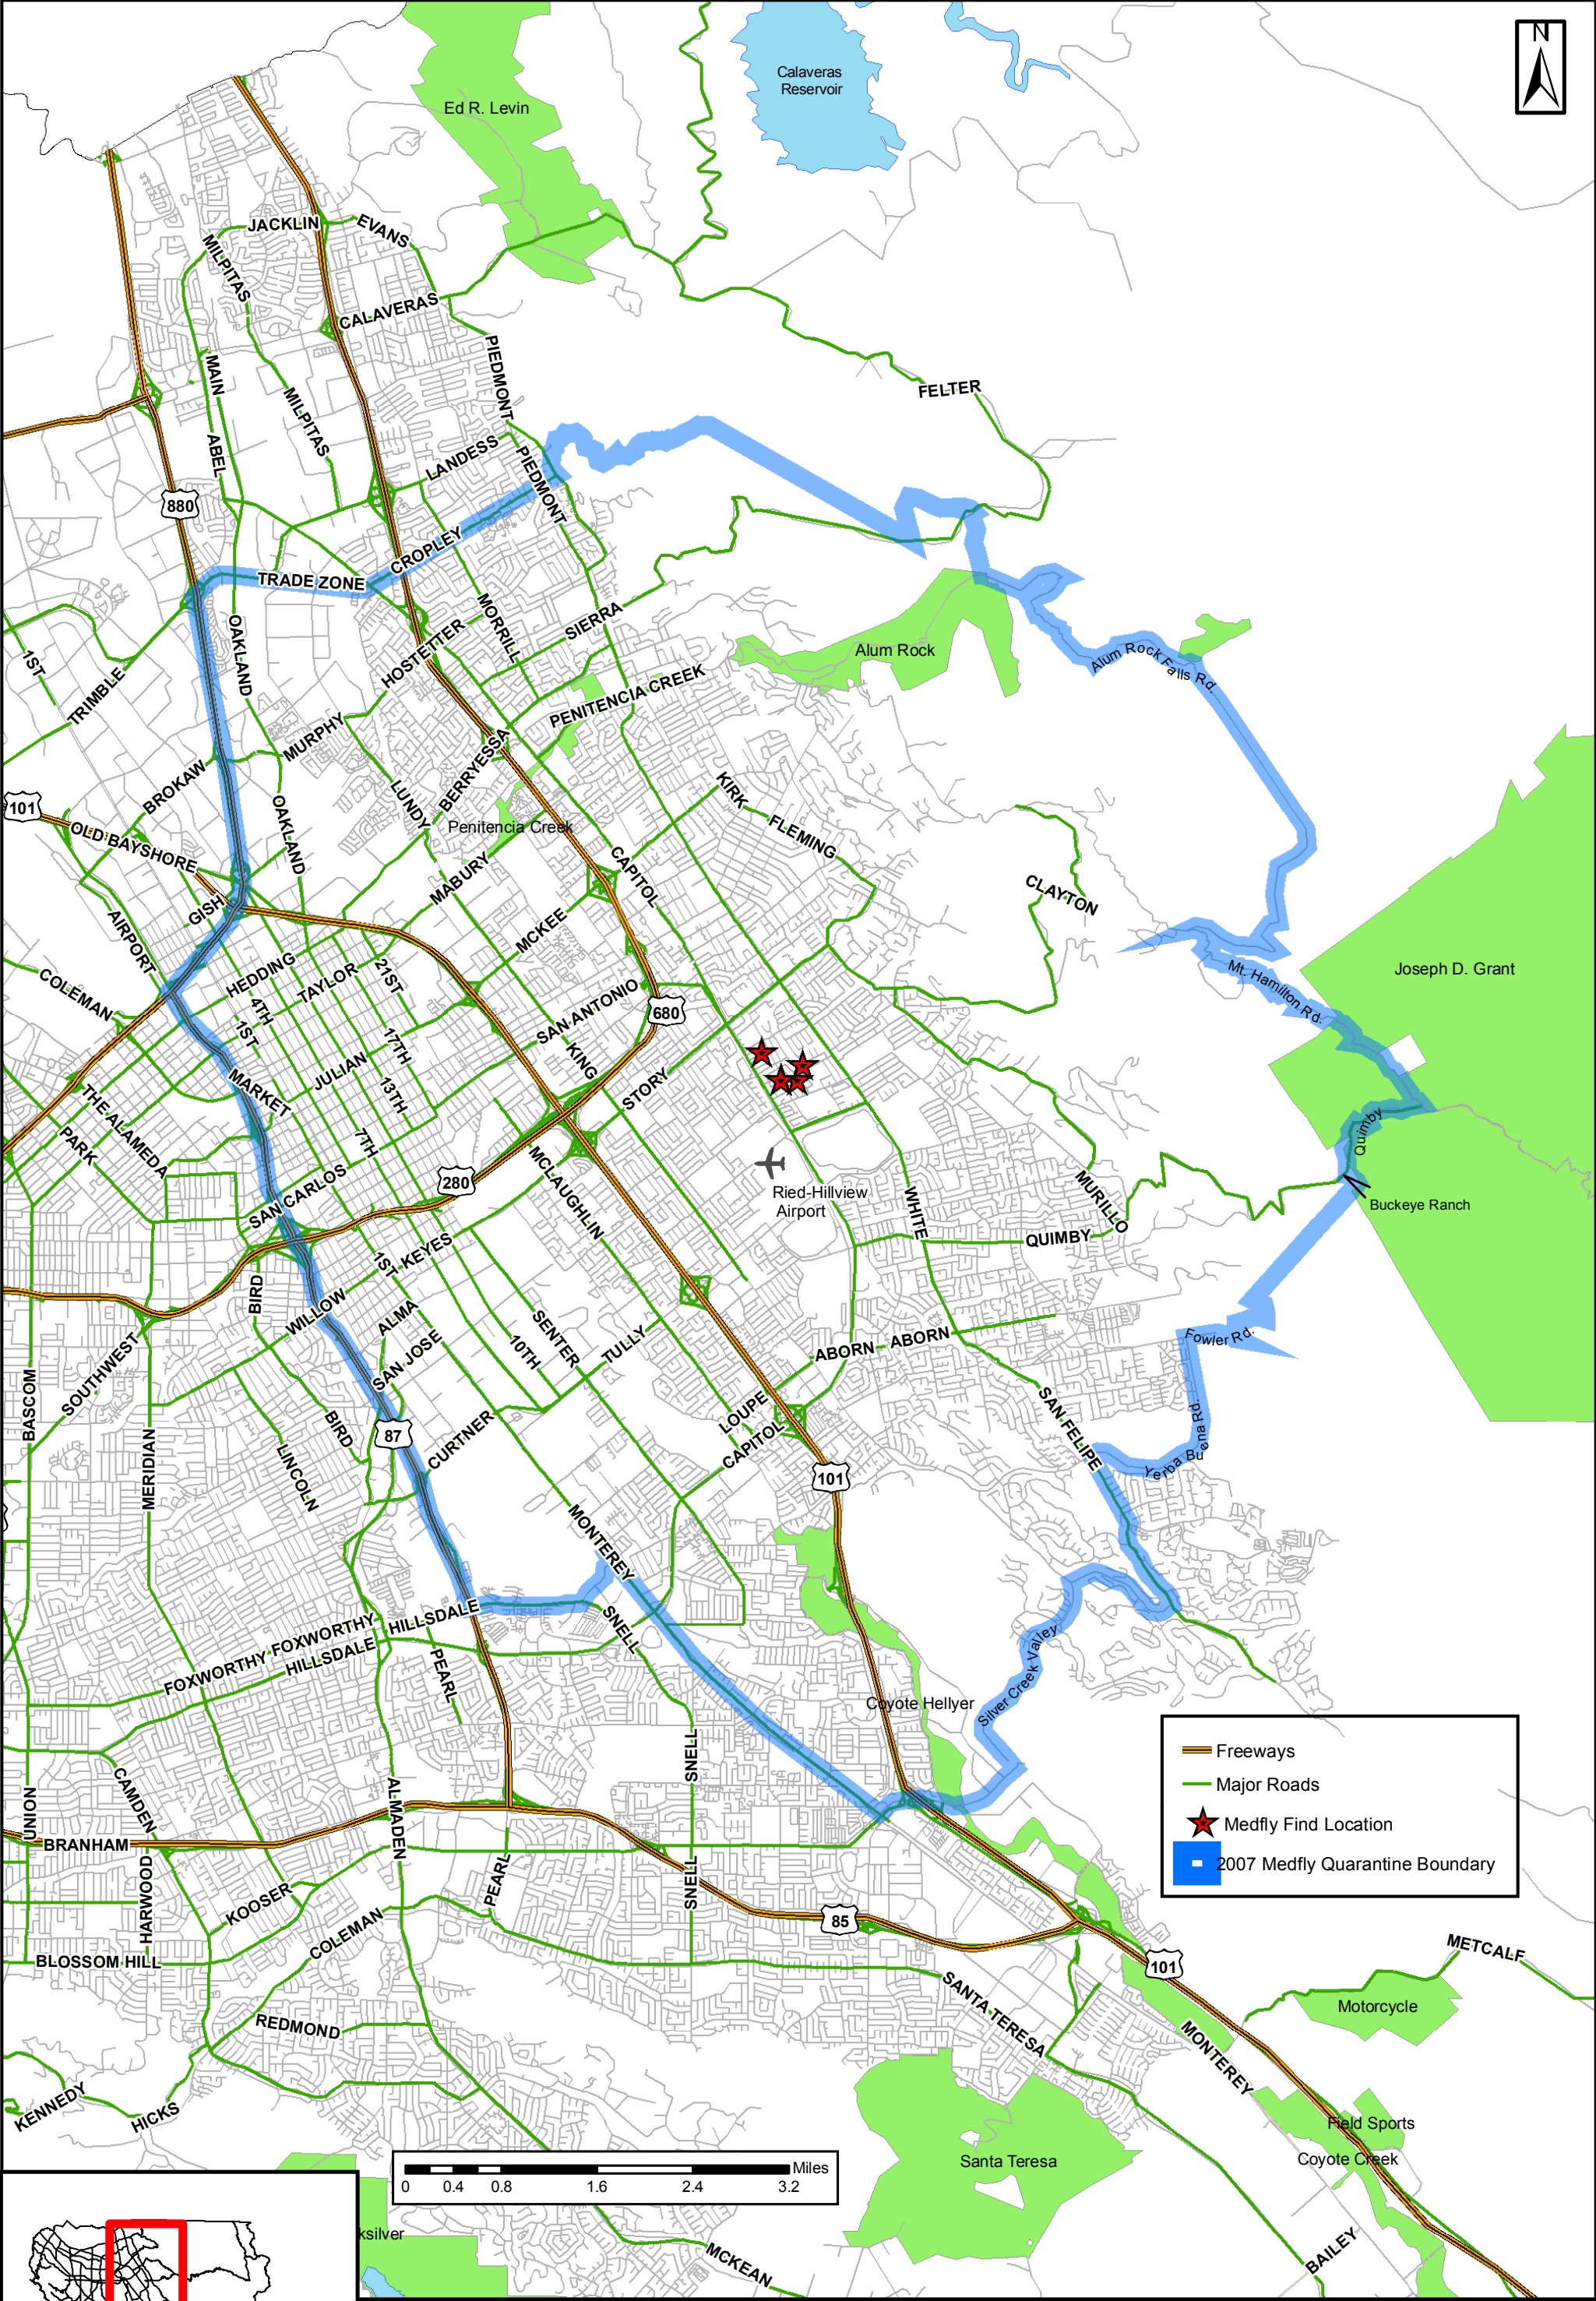 N
Calaveras
Reservoir
Ed R. Levin
JACKLIN
EVANS
MILPITAS
CALAVERAS
PIEDMONT
MAIN
MILPITAS
FELTER
ABEL
LANDESS
PIEDMONT
880
CROPLEY
TRADE ZONE
MORRILL
SIERRA
OAKLAND
HOSTETTER
Alum Rock
Alum Rock Falls Rd.
1ST
TRIMBLE
PENITENCIA CREEK
MURPHY
BERRYESSA
BROKAW
LUNDY
KIRK
101
OLD BAYSHORE
OAKLAND
Penitencia Creek
FLEMING
CAPITOL
MABURY
CLAYTON
GISH
AIRPORT
MCKEE
Joseph D. Grant
Mt. Hamilton Rd.
HEDDING
TAYLOR
21ST
COLEMAN
4TH
SAN ANTONIO
680
1ST
17TH
KING
JULIAN
STORY
MARKET
13TH
THE ALAMEDA
PARK
7TH
Quimby
MCLAUGHLIN
280
SAN CARLOS
Ried-Hillview
Airport
WHITE
MURILLO
Buckeye Ranch
QUIMBY
1ST
KEYES
BIRD
WILLOW
ALMA
SENTER
TULLY
SAN JOSE
10TH
ABORN
ABORN
Fowler Rd.
SOUTHWEST
BASCOM
LOUPE
SAN FELIPE
BIRD
87
CURTNER
CAPITOL
Yerba Buena Rd
MERIDIAN
LINCOLN
101
MONTEREY
HILLSDALE
SNELL
FOXWORTHY
FOXWORTHY
HILLSDALE
PEARL
Silver Creek Valley
Coyote Hellyer
SNELL
Freeways
Major Roads
Medfly Find Location
2007 Medfly Quarantine Boundary
UNION
CAMDEN
ALMADEN
BRANHAM
HARWOOD
PEARL
SNELL
KOOSER
85
COLEMAN
BLOSSOM HILL
METCALF
101
SANTA TERESA
Motorcycle
REDMOND
MONTEREY
KENNEDY
HICKS
Field Sports
Coyote Creek
Santa Teresa
Miles
0 0.4 0.8 1.6 2.4 3.2
ksilver
MCKEAN
BAILEY